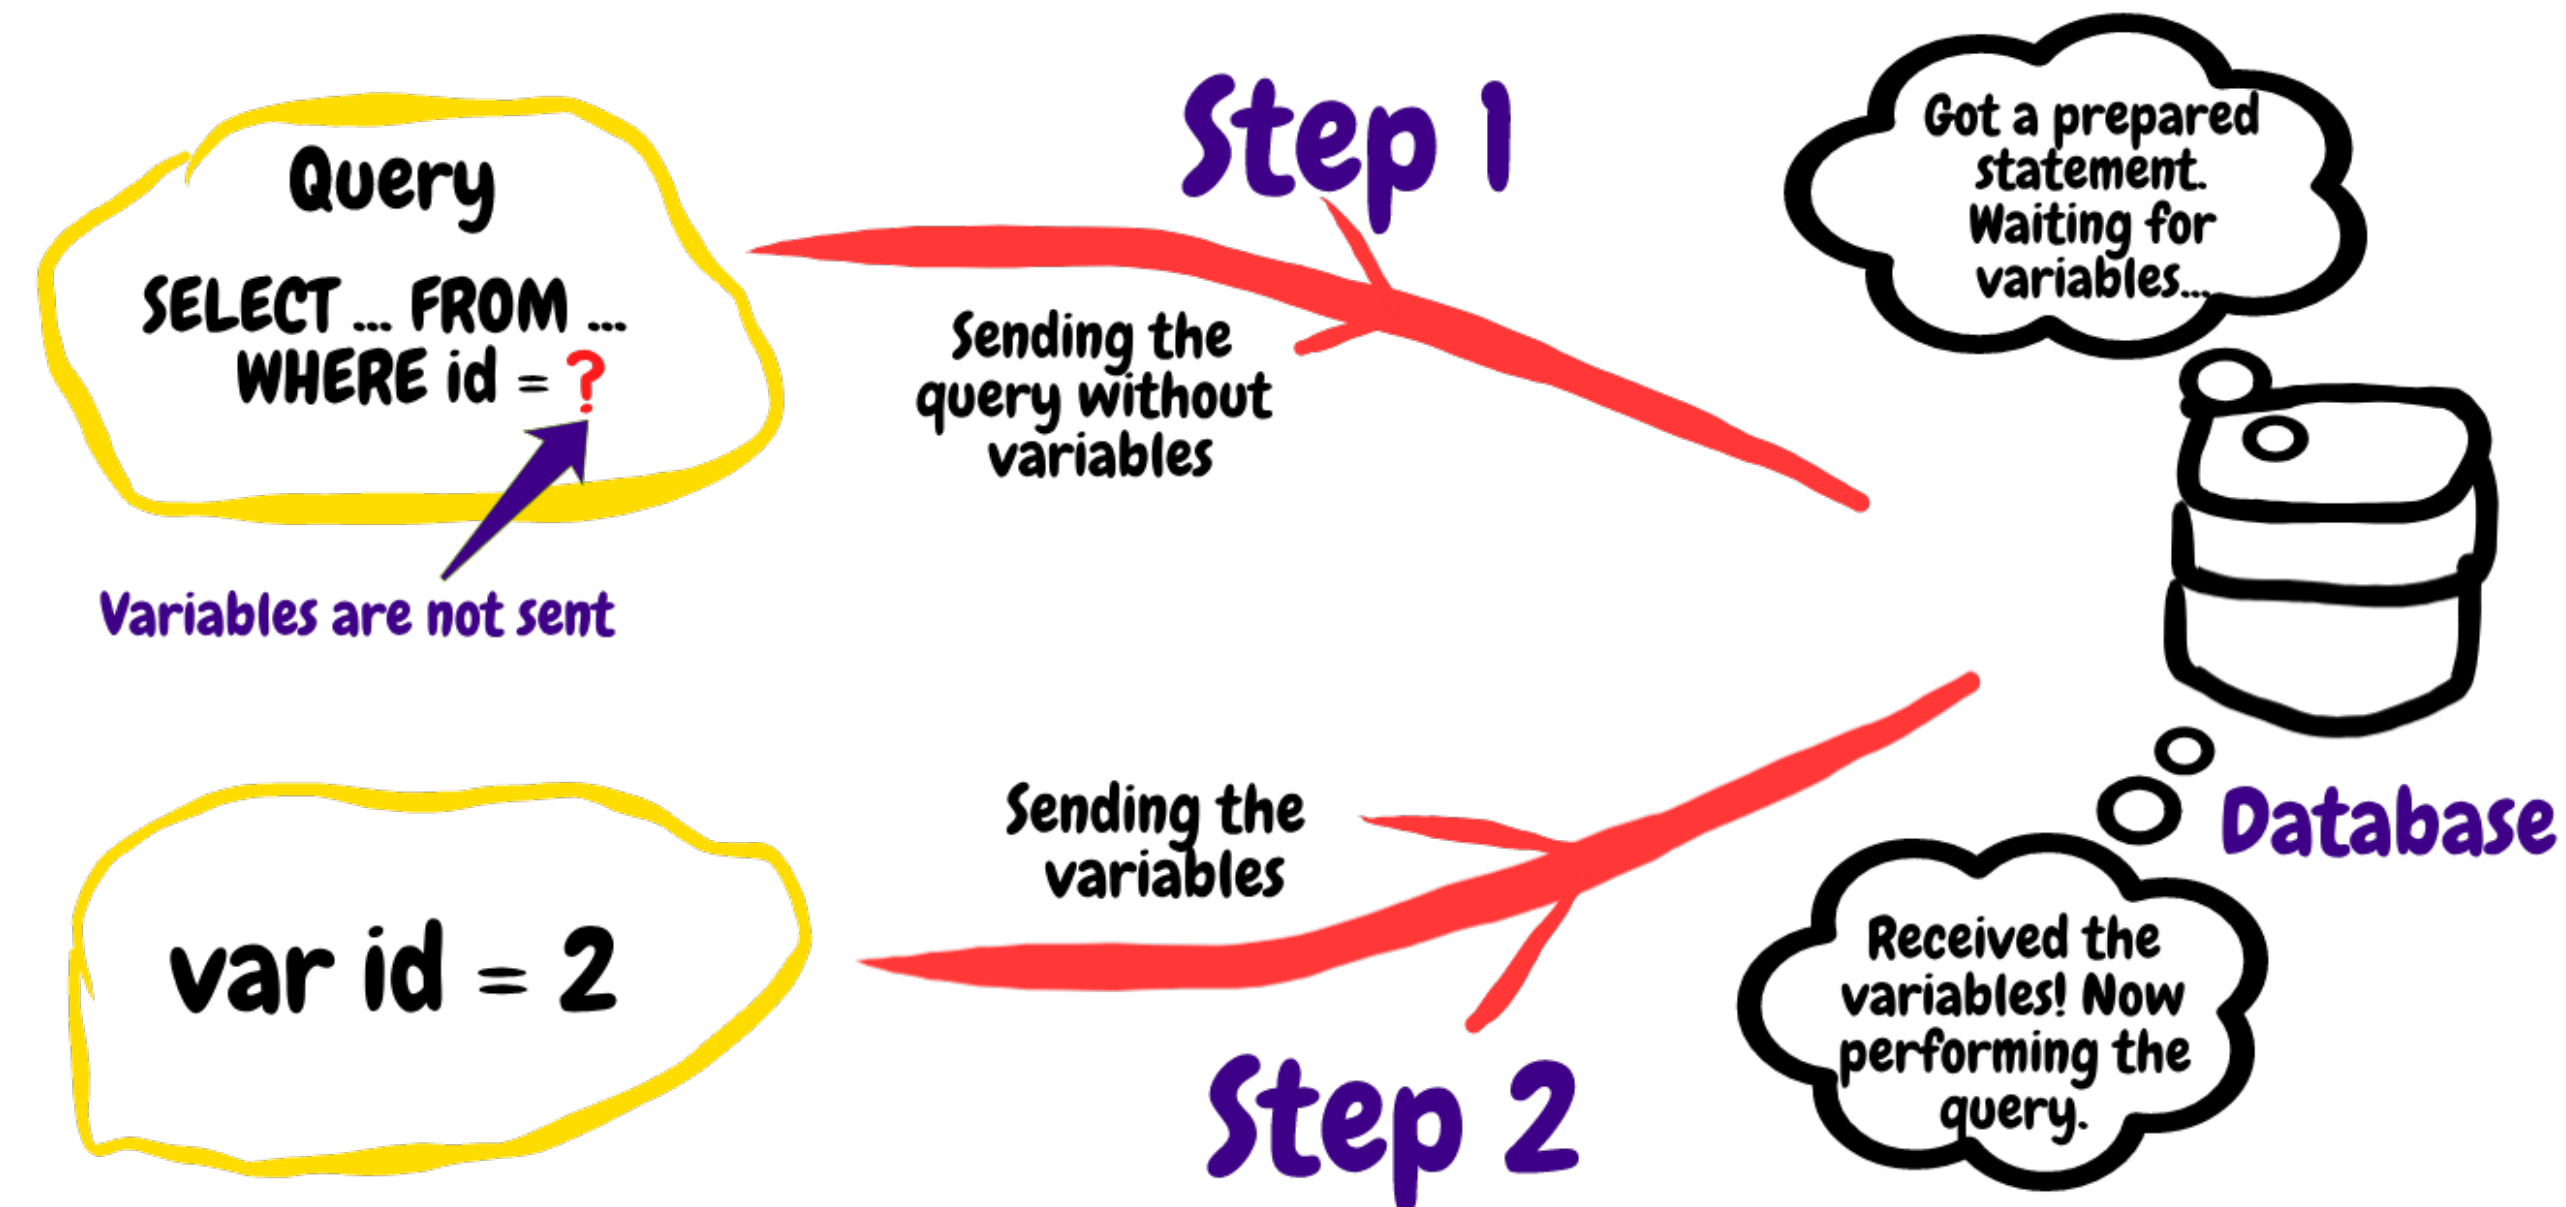 Step 1
Query
SELECT ... FROM ...
WHERE id = ?
Variables are not sent
Sending the
query without
variables
Got a prepared
statement.
Waiting for
variables...
Database
var id = 2
Sending the
variables
Step 2
Received the
variables! Now
performing the
query.